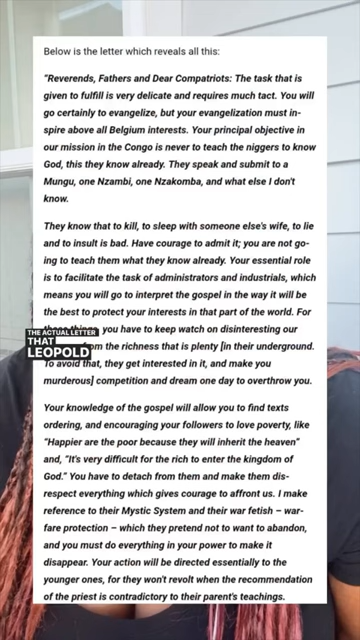 Below is the letter which reveals all this:
"Reverends, Fathers and Dear Compatriots: The task that is
given to fulfill is very delicate and requires much tact. You will
go certainly to evangelize, but your evangelization must in-
spire above all Belgium interests. Your principal objective in
our mission in the Congo is never to teach the niggers to know
God, this they know already. They speak and submit to a
Mungu, one Nzambi, one Nzakomba, and what else I don't
know.
They know that to kill, to sleep with someone else's wife, to lie
and to insult is bad. Have courage to admit it; you are not go-
ing to teach them what they know already. Your essential role
is to facilitate the task of administrators and industrials, which
means you will go to interpret the gospel in the way it will be
the best to protect your interests in that part of the world. For
you have to keep watch on disinteresting our
THE ACTUAL LETTER
THAT
LEOPOLD
the richness that is plenty [in their underground.
To avoid that, they get interested in it, and make you
murderous] competition and dream one day to overthrow you.
Your knowledge of the gospel will allow you to find texts
ordering, and encouraging your followers to love poverty, like
"Happier are the poor because they will inherit the heaven"
and, "It's very difficult for the rich to enter the kingdom of
God." You have to detach from them and make them dis-
respect everything which gives courage to affront us. I make
reference to their Mystic System and their war fetish – war-
fare protection – which they pretend not to want to abandon,
and you must do everything in your power to make it
disappear. Your action will be directed essentially to the
younger ones, for they won't revolt when the recommendation
of the priest is contradictory to their parent's teachings.